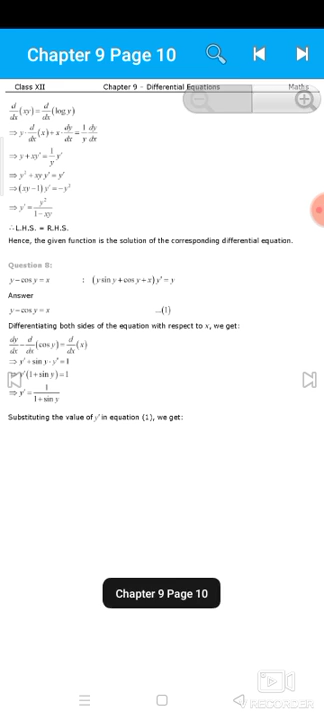 Chapter 9 Page 10
Class XII Chapter 9 – Differential Equations Maths
d/dx (xy) = d/dx (log y)
⇒ y · d/dx (x) + x · dy/dx = 1/y dy/dx
⇒ y + xy' = 1/y y'
⇒ y² + xy y' = y'
⇒ (xy − 1) y' = −y²
⇒ y' = y²/(1 − xy)
∴ L.H.S. = R.H.S.
Hence, the given function is the solution of the corresponding differential equation.
Question 8:
y − cos y = x : (y sin y + cos y + x) y' = y
Answer
y − cos y = x ...(1)
Differentiating both sides of the equation with respect to x, we get:
dy/dx − d/dx (cos y) = d/dx (x)
⇒ y' + sin y · y' = 1
⇒ y' (1 + sin y) = 1
⇒ y' = 1/(1 + sin y)
Substituting the value of y' in equation (1), we get:
Chapter 9 Page 10
RECORDER